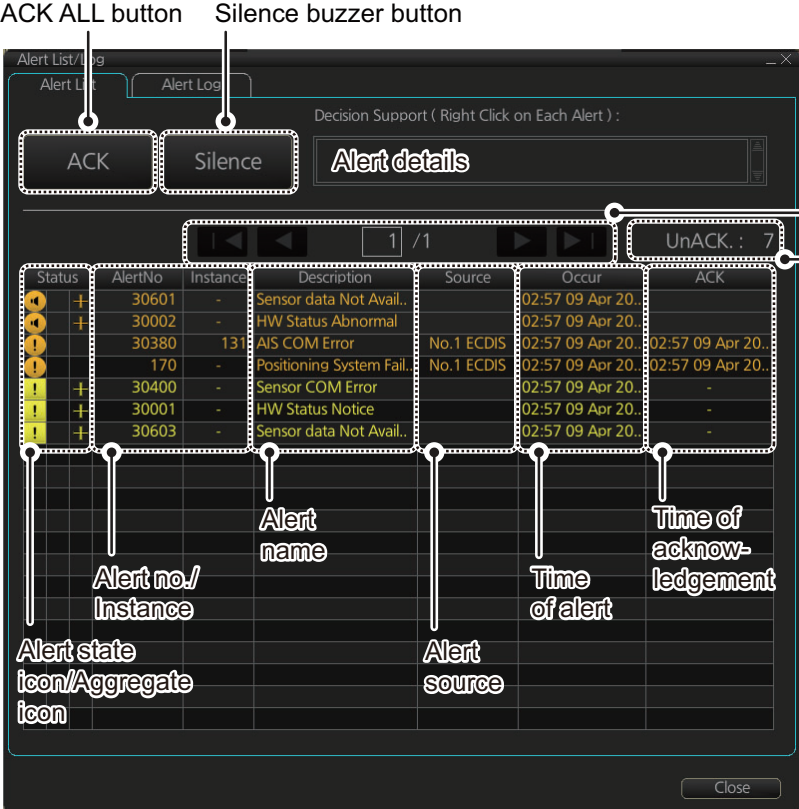 ACK ALL button Silence buzzer button
Alert List/Log
Alert List Alert Log
Decision Support ( Right Click on Each Alert ) :
ACK Silence Alert details
1 /1 UnACK. : 7
Status AlertNo Instance Description Source Occur ACK
30601 - Sensor data Not Avail.. 02:57 09 Apr 20..
30002 - HW Status Abnormal 02:57 09 Apr 20..
30380 131 AIS COM Error No.1 ECDIS 02:57 09 Apr 20.. 02:57 09 Apr 20..
170 - Positioning System Fail.. No.1 ECDIS 02:57 09 Apr 20.. 02:57 09 Apr 20..
30400 - Sensor COM Error 02:57 09 Apr 20.. -
30001 - HW Status Notice 02:57 09 Apr 20.. -
30603 - Sensor data Not Avail.. 02:57 09 Apr 20.. -
Alert
name
Time of
acknow-
ledgement
Alert no./
Instance
Time
of alert
Alert state
icon/Aggregate
icon
Alert
source
Close